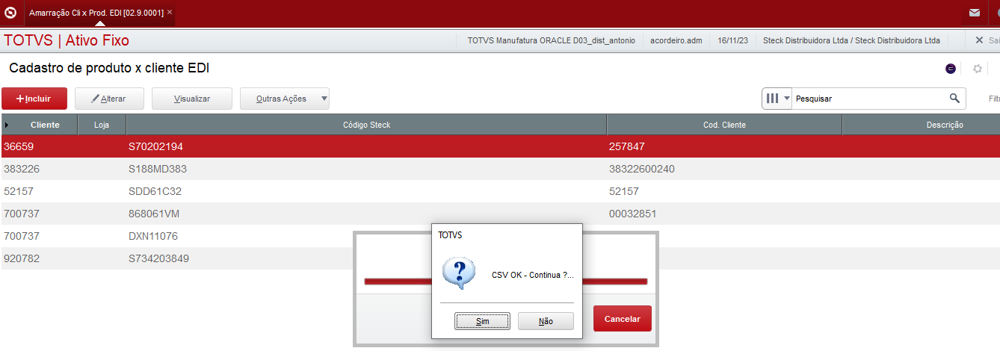 Amarração Cli x Prod. EDI [02.9.0001] ×
TOTVS | Ativo Fixo
TOTVS Manufatura ORACLE D03_dist_antonio
acordeiro.adm
16/11/23
Steck Distribuidora Ltda / Steck Distribuidora Ltda
Cadastro de produto x cliente EDI
+Incluir
Alterar
Visualizar
Outras Ações
Pesquisar
Cliente Loja Código Steck Cod. Cliente Descrição
36659 S70202194 257847
383226 S188MD383 38322600240
52157 SDD61C32 52157
700737 868061VM 00032851
700737 DXN11076
920782 S734203849
TOTVS
?
CSV OK - Continua ?...
Sim
Não
Cancelar